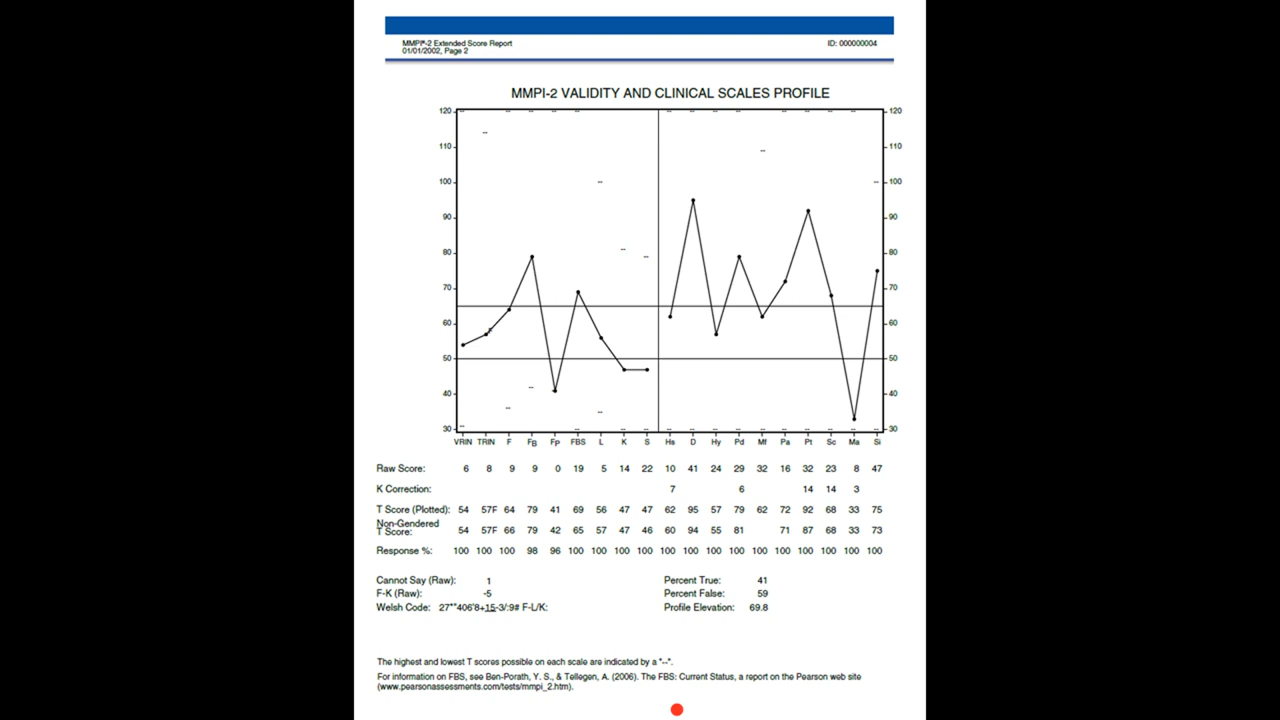 MMPI®-2 Extended Score Report ID: 000000004
01/01/2002, Page 2
MMPI-2 VALIDITY AND CLINICAL SCALES PROFILE
120 120
110 110
100 100
90 90
80 80
70 70
60 60
50 50
40 40
30 30
VRIN TRIN F FB Fp FBS L K S Hs D Hy Pd Mf Pa Pt Sc Ma Si
Raw Score: 6 8 9 9 0 19 5 14 22 10 41 24 29 32 16 32 23 8 47
K Correction: 7 6 14 14 3
T Score (Plotted): 54 57F 64 79 41 69 56 47 47 62 95 57 79 62 72 92 68 33 75
Non-Gendered
T Score: 54 57F 66 79 42 65 57 47 46 60 94 55 81 71 87 68 33 73
Response %: 100 100 100 98 96 100 100 100 100 100 100 100 100 100 100 100 100 100 100
Cannot Say (Raw): 1 Percent True: 41
F-K (Raw): -5 Percent False: 59
Welsh Code: 27*"406'8+15-3/:9# F-L/K: Profile Elevation: 69.8
The highest and lowest T scores possible on each scale are indicated by a "--".
For information on FBS, see Ben-Porath, Y. S., & Tellegen, A. (2006). The FBS: Current Status, a report on the Pearson web site
(www.pearsonassessments.com/tests/mmpi_2.htm).